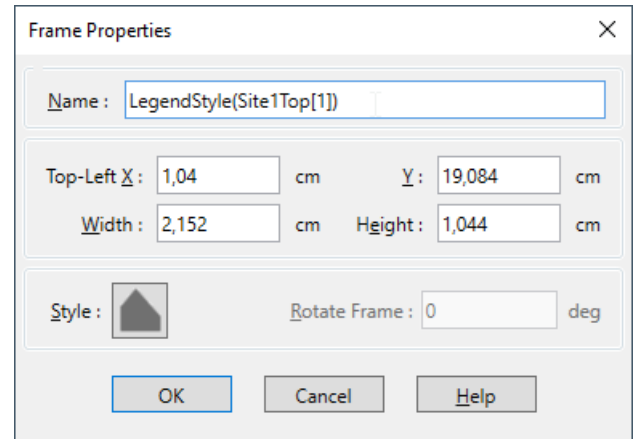 Frame Properties
Name : LegendStyle(Site1Top[1])
Top-Left X : 1,04 cm Y : 19,084 cm
Width : 2,152 cm Height : 1,044 cm
Style : Rotate Frame : 0 deg
OK Cancel Help